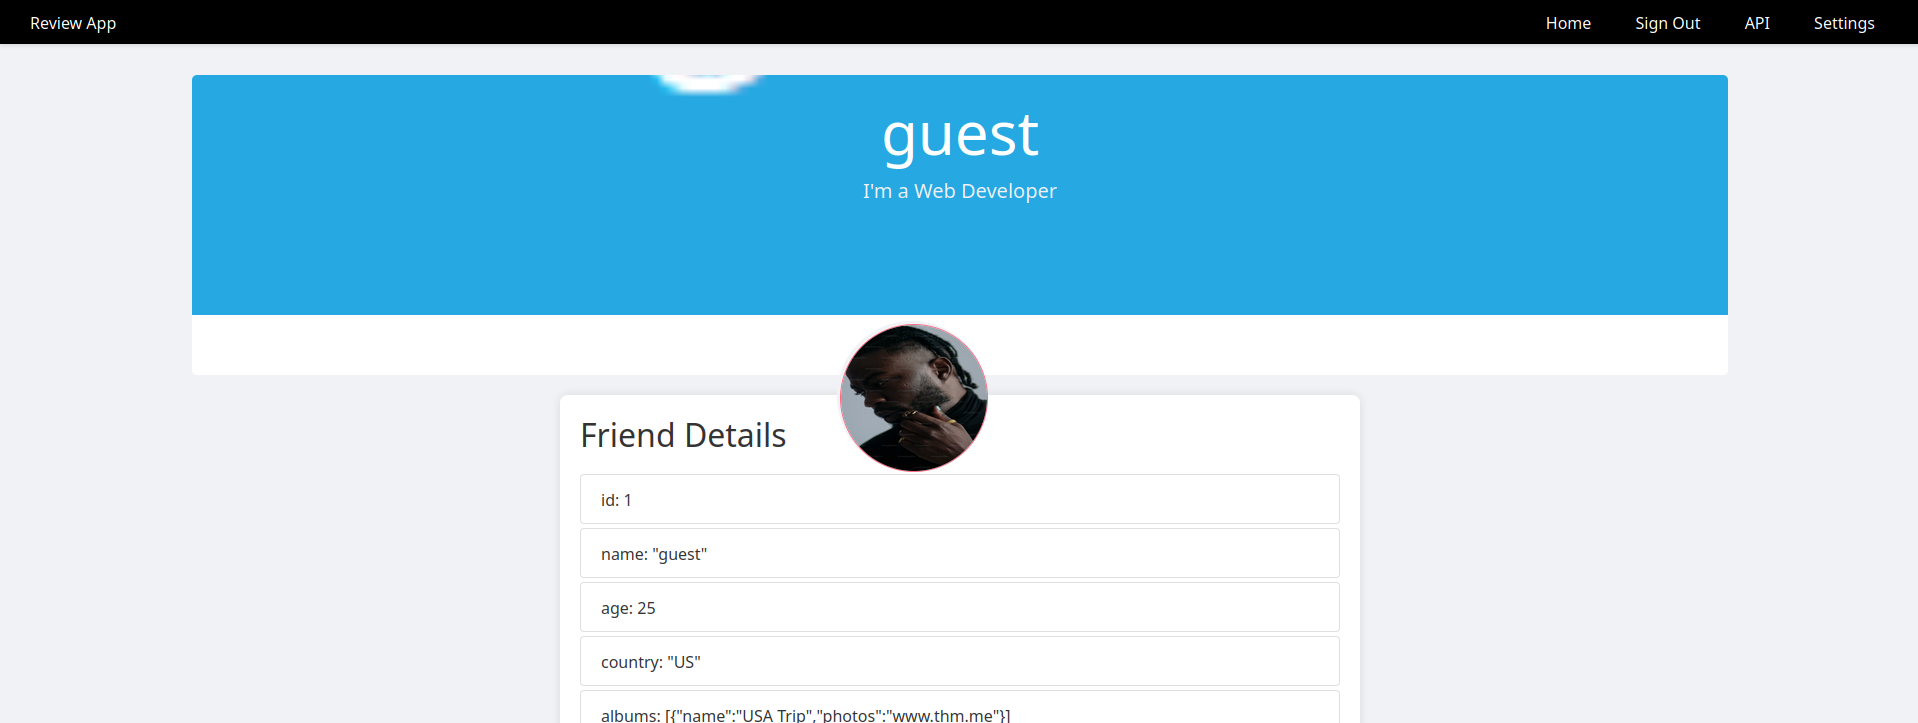 Review App
Home Sign Out API Settings
guest
I'm a Web Developer
Friend Details
id: 1
name: "guest"
age: 25
country: "US"
albums: [{"name":"USA Trip","photos":"www.thm.me"}]